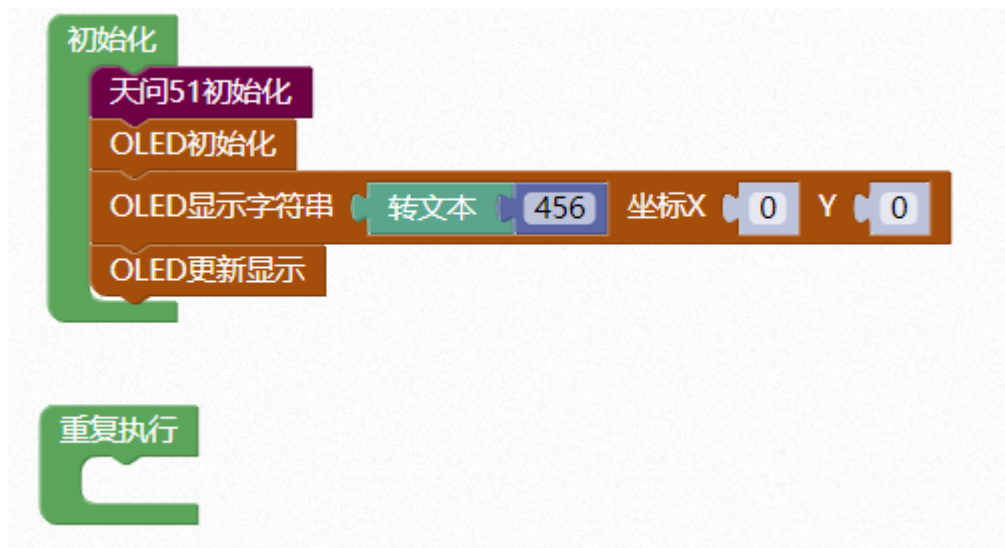 初始化
天问51初始化
OLED初始化
OLED显示字符串 转文本 456 坐标X 0 Y 0
OLED更新显示
重复执行